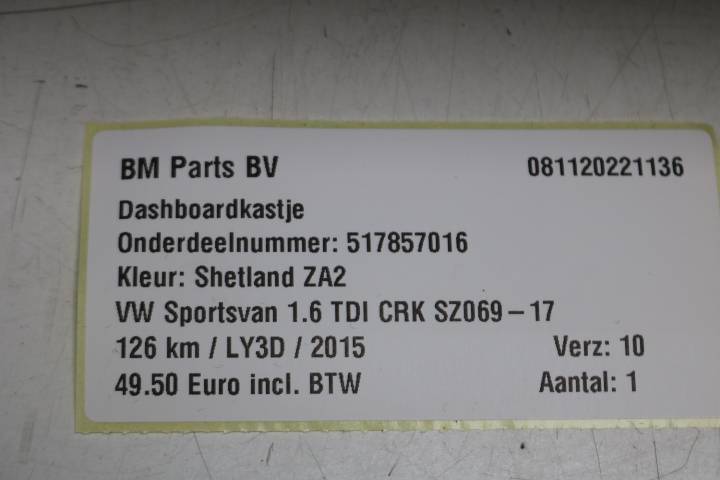 BM Parts BV 081120221136
Dashboardkastje
Onderdeelnummer: 517857016
Kleur: Shetland ZA2
VW Sportsvan 1.6 TDI CRK SZ069-17
126 km / LY3D / 2015 Verz: 10
49.50 Euro incl. BTW Aantal: 1